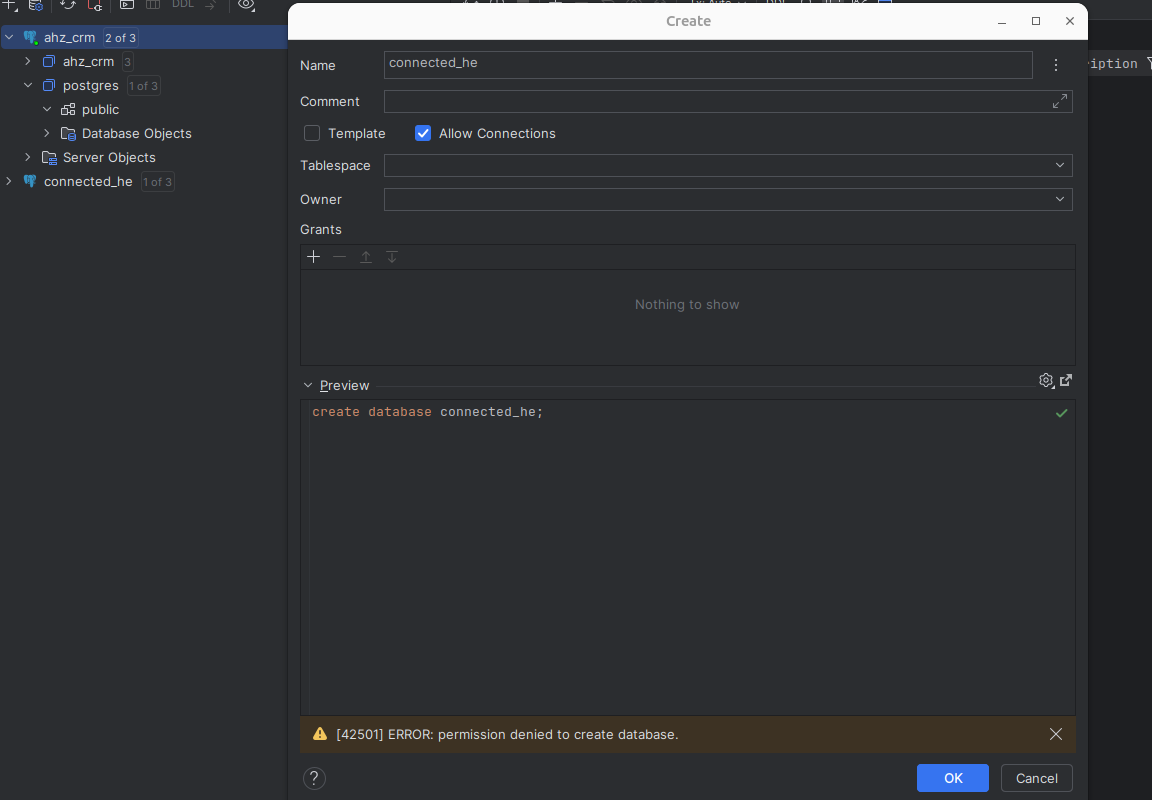 DDL
Create
ahz_crm 2 of 3
ahz_crm 3
postgres 1 of 3
public
Database Objects
Server Objects
connected_he 1 of 3
Name connected_he
Comment
Template Allow Connections
Tablespace
Owner
Grants
Nothing to show
Preview
create database connected_he;
[42501] ERROR: permission denied to create database.
? OK Cancel